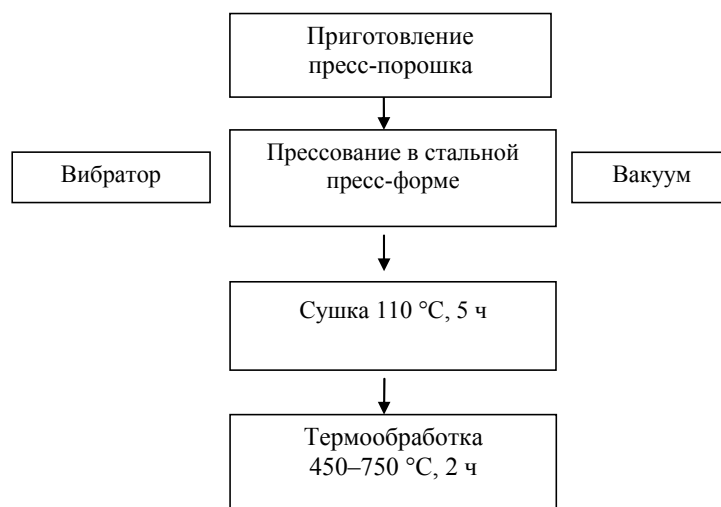 Приготовление
пресс-порошка
Вибратор
Прессование в стальной
пресс-форме
Вакуум
Сушка 110 °С, 5 ч
Термообработка
450–750 °С, 2 ч